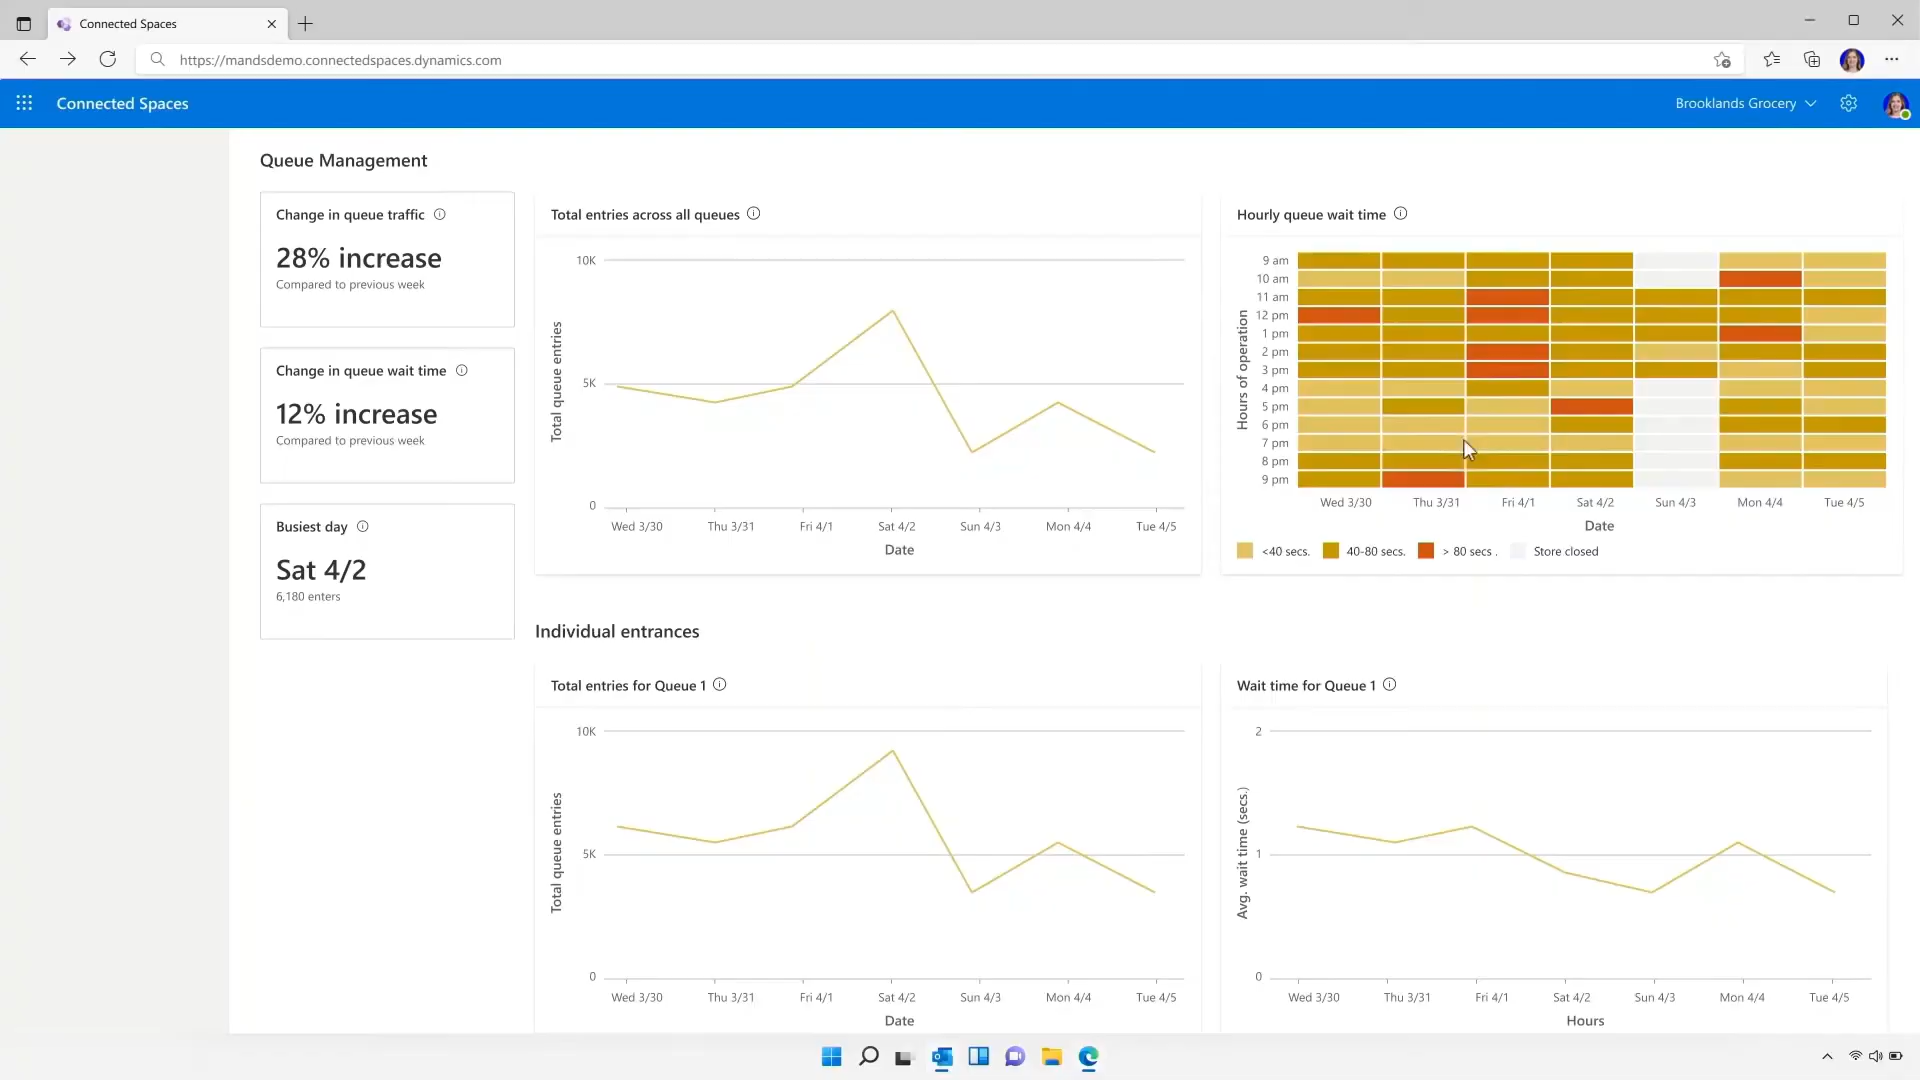 Connected Spaces
https://mandsdemo.connectedspaces.dynamics.com
Connected Spaces
Brooklands Grocery
Queue Management
Change in queue traffic
28% increase
Compared to previous week
Change in queue wait time
12% increase
Compared to previous week
Busiest day
Sat 4/2
6,180 enters
Total entries across all queues
10K
5K
0
Total queue entries
Wed 3/30 Thu 3/31 Fri 4/1 Sat 4/2 Sun 4/3 Mon 4/4 Tue 4/5
Date
Hourly queue wait time
Hours of operation
9 am
10 am
11 am
12 pm
1 pm
2 pm
3 pm
4 pm
5 pm
6 pm
7 pm
8 pm
9 pm
Wed 3/30 Thu 3/31 Fri 4/1 Sat 4/2 Sun 4/3 Mon 4/4 Tue 4/5
Date
<40 secs. 40-80 secs. > 80 secs . Store closed
Individual entrances
Total entries for Queue 1
10K
5K
0
Total queue entries
Wed 3/30 Thu 3/31 Fri 4/1 Sat 4/2 Sun 4/3 Mon 4/4 Tue 4/5
Date
Wait time for Queue 1
2
1
0
Avg. wait time (secs.)
Wed 3/30 Thu 3/31 Fri 4/1 Sat 4/2 Sun 4/3 Mon 4/4 Tue 4/5
Hours